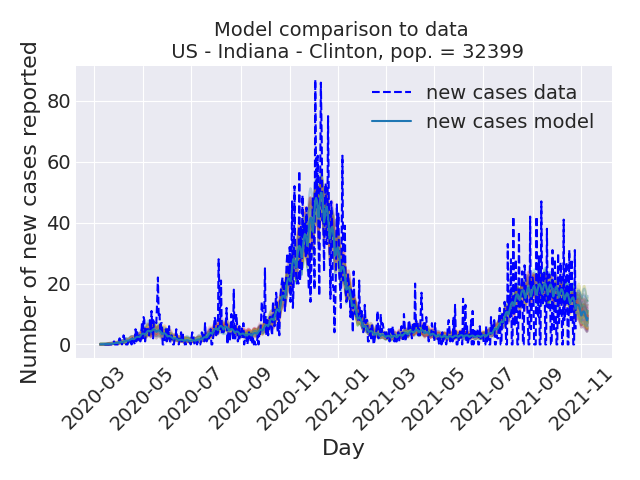 Model comparison to data
US - Indiana - Clinton, pop. = 32399
Number of new cases reported
80
60
40
20
0
new cases data
new cases model
2020-03
2020-05
2020-07
2020-09
2020-11
2021-01
2021-03
2021-05
2021-07
2021-09
2021-11
Day